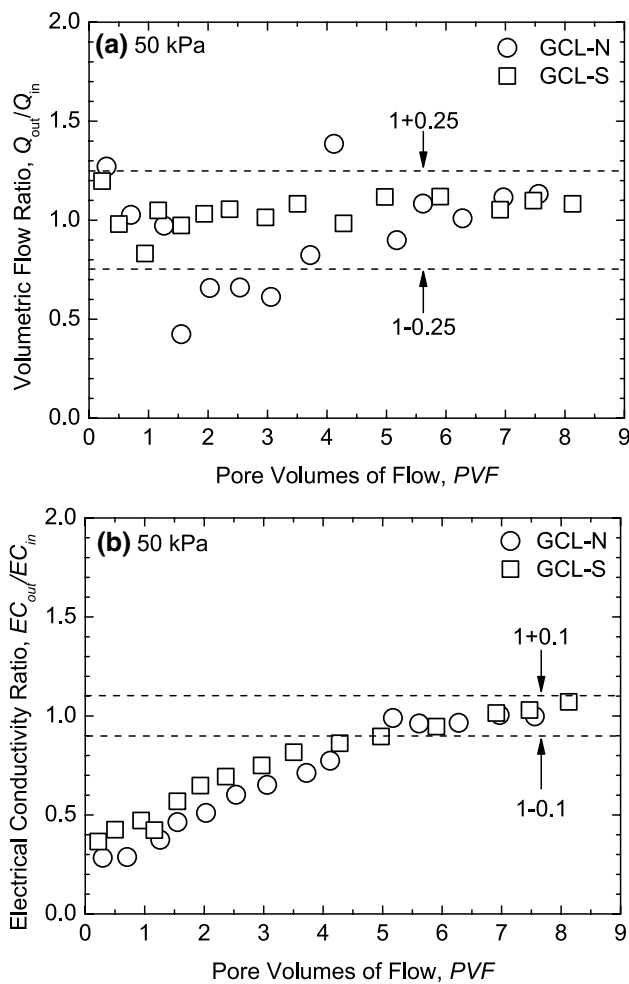 (a) 50 kPa
GCL-N
GCL-S
1+0.25
1-0.25
2.0
1.5
1.0
0.5
0.0
0 1 2 3 4 5 6 7 8 9
Volumetric Flow Ratio, Qout/Qin
Pore Volumes of Flow, PVF
(b) 50 kPa
GCL-N
GCL-S
1+0.1
1-0.1
2.0
1.5
1.0
0.5
0.0
0 1 2 3 4 5 6 7 8 9
Electrical Conductivity Ratio, ECout/ECin
Pore Volumes of Flow, PVF